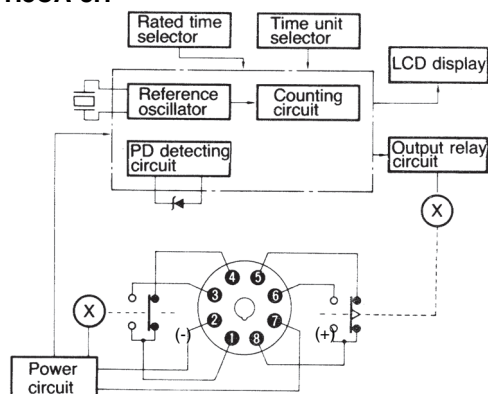 Rated time
selector
Time unit
selector
LCD display
Reference
oscillator
Counting
circuit
PD detecting
circuit
Output relay
circuit
X
4
5
3
6
X
2
7
(-)
(+)
1
8
Power
circuit